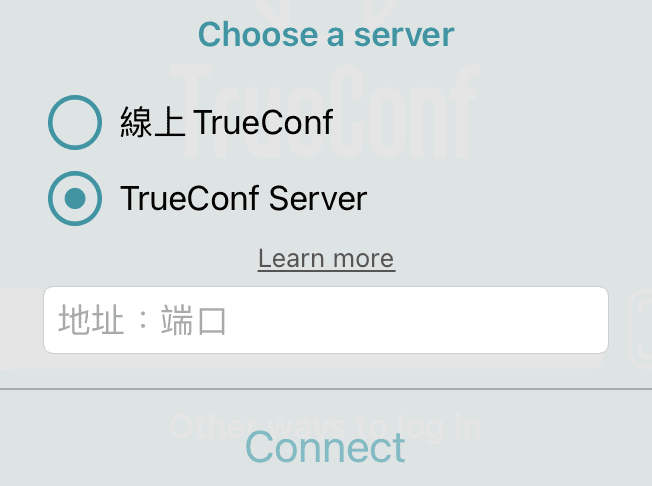 Choose a server
TrueConf
線上 TrueConf
TrueConf Server
Learn more
地址：端口
Other ways to log in
Connect